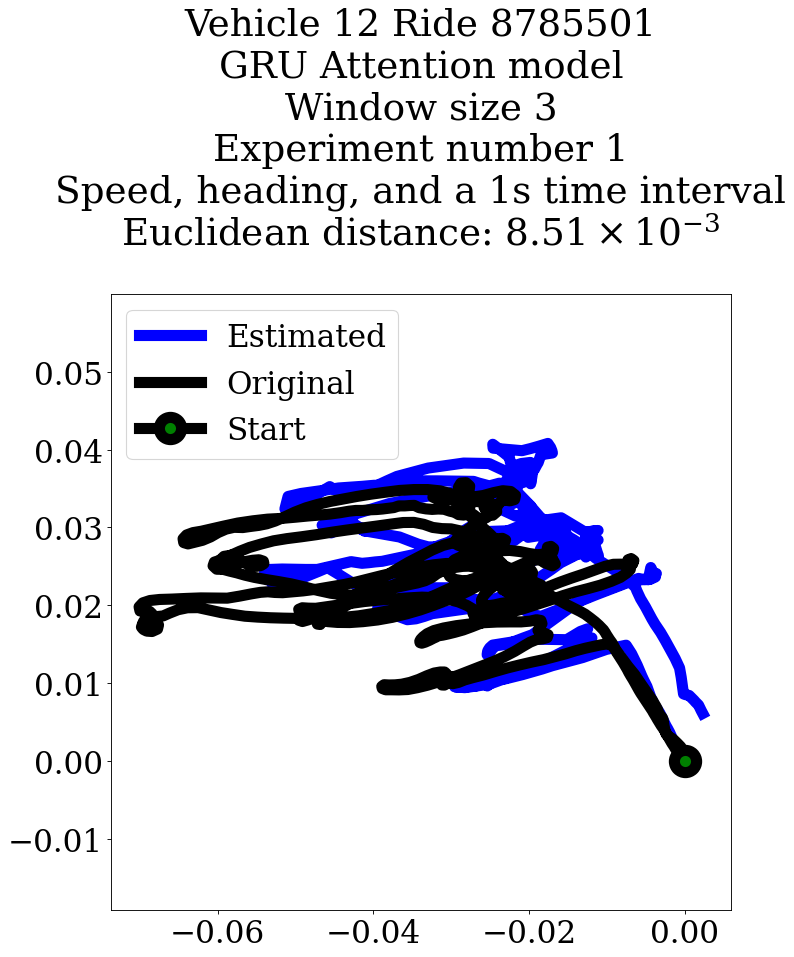 Vehicle 12 Ride 8785501
GRU Attention model
Window size 3
Experiment number 1
Speed, heading, and a 1s time interval
Euclidean distance: 8.51 × 10⁻³
Estimated
Original
Start
0.05
0.04
0.03
0.02
0.01
0.00
−0.01
−0.06
−0.04
−0.02
0.00